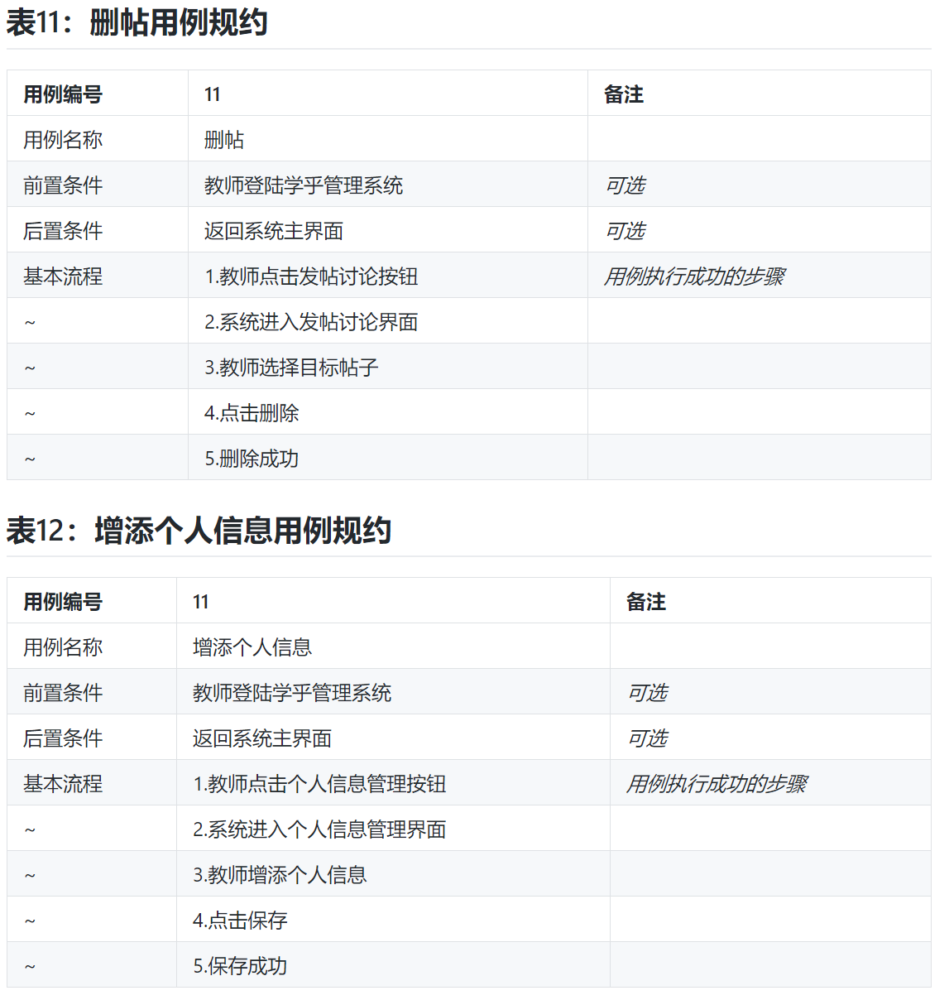 表11：删帖用例规约
用例编号 11 备注
用例名称 删帖
前置条件 教师登陆学乎管理系统 可选
后置条件 返回系统主界面 可选
基本流程 1.教师点击发帖讨论按钮 用例执行成功的步骤
~ 2.系统进入发帖讨论界面
~ 3.教师选择目标帖子
~ 4.点击删除
~ 5.删除成功
表12：增添个人信息用例规约
用例编号 11 备注
用例名称 增添个人信息
前置条件 教师登陆学乎管理系统 可选
后置条件 返回系统主界面 可选
基本流程 1.教师点击个人信息管理按钮 用例执行成功的步骤
~ 2.系统进入个人信息管理界面
~ 3.教师增添个人信息
~ 4.点击保存
~ 5.保存成功